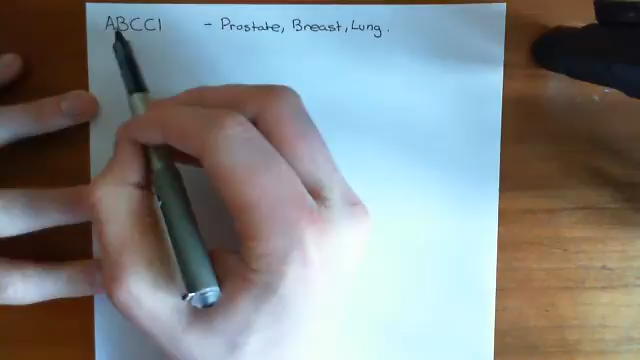 ABCC1 - Prostate, Breast, Lung.